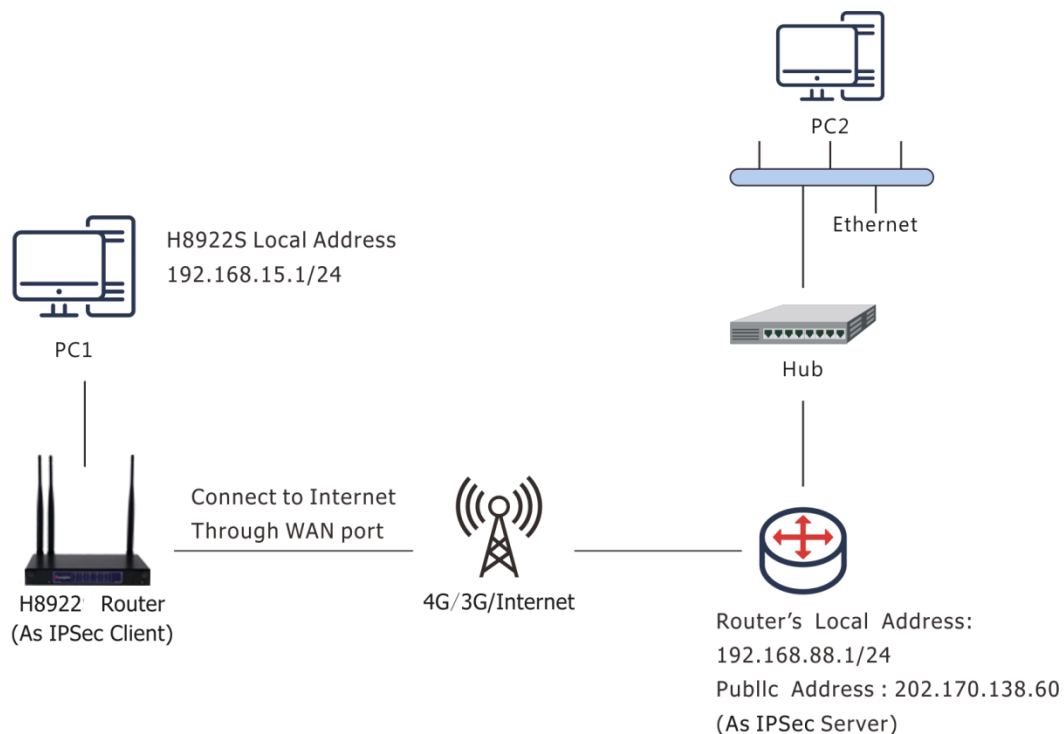 PC2
Ethernet
H8922S Local Address
192.168.15.1/24
PC1
Hub
Connect to Internet
Through WAN port
H8922 Router
(As IPSec Client)
4G/3G/Internet
Router's Local Address:
192.168.88.1/24
Publlc Address : 202.170.138.60
(As IPSec Server)